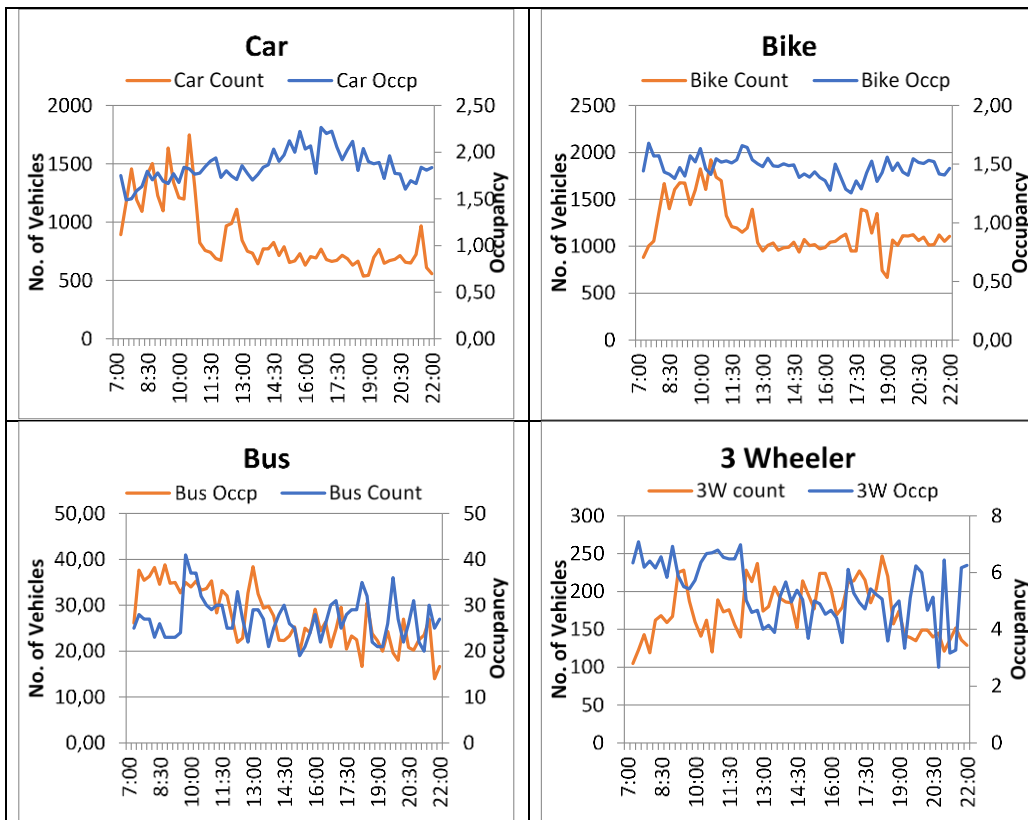 Car
Car Count Car Occp
No. of Vehicles
2000
1500
1000
500
0
2,50
2,00
1,50
1,00
0,50
0,00
Occupancy
7:00 8:30 10:00 11:30 13:00 14:30 16:00 17:30 19:00 20:30 22:00
Bike
Bike Count Bike Occp
No. of Vehicles
2500
2000
1500
1000
500
0
2,00
1,50
1,00
0,50
0,00
Occupancy
7:00 8:30 10:00 11:30 13:00 14:30 16:00 17:30 19:00 20:30 22:00
Bus
Bus Occp Bus Count
No. of Vehicles
50,00
40,00
30,00
20,00
10,00
0,00
50
40
30
20
10
0
Occupancy
7:00 8:30 10:00 11:30 13:00 14:30 16:00 17:30 19:00 20:30 22:00
3 Wheeler
3W count 3W Occp
No. of Vehicles
300
250
200
150
100
50
0
8
6
4
2
0
Occupancy
7:00 8:30 10:00 11:30 13:00 14:30 16:00 17:30 19:00 20:30 22:00